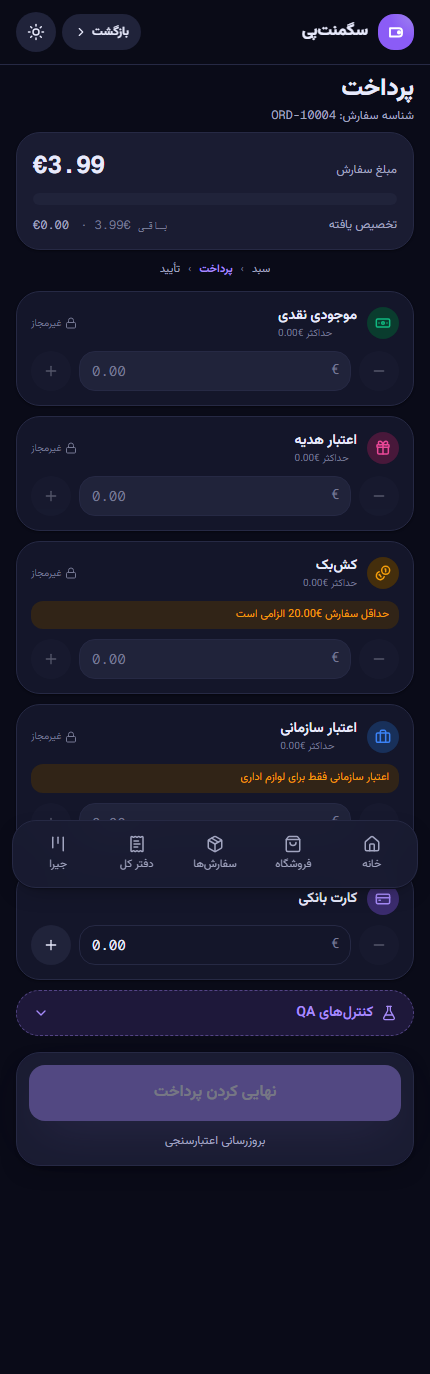 سگمنت‌پی
بازگشت
پرداخت
شناسه سفارش: ORD-10004
مبلغ سفارش
€3.99
تخصیص یافته
€0.00 · باقی €3.99
سبد › پرداخت › تأیید
موجودی نقدی
حداکثر €0.00
غیرمجاز
€
0.00
اعتبار هدیه
حداکثر €0.00
غیرمجاز
€
0.00
کش‌بک
حداکثر €0.00
غیرمجاز
حداقل سفارش €20.00 الزامی است
€
0.00
اعتبار سازمانی
حداکثر €0.00
غیرمجاز
اعتبار سازمانی فقط برای لوازم اداری
خانه
فروشگاه
سفارش‌ها
دفتر کل
جیرا
کارت بانکی
€
0.00
کنترل‌های QA
نهایی کردن پرداخت
بروزرسانی اعتبارسنجی